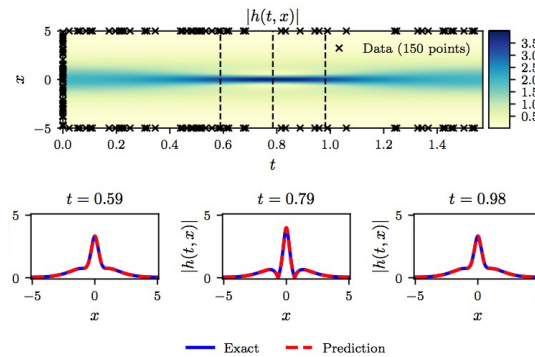 |h(t, x)|
5
0
−5
x
Data (150 points)
3.5
3.0
2.5
2.0
1.5
1.0
0.5
0.0 0.2 0.4 0.6 0.8 1.0 1.2 1.4
t
t = 0.59
t = 0.79
t = 0.98
5
0
−5 0 5
x
|h(t, x)|
5
0
−5 0 5
x
|h(t, x)|
5
0
−5 0 5
x
Exact
Prediction